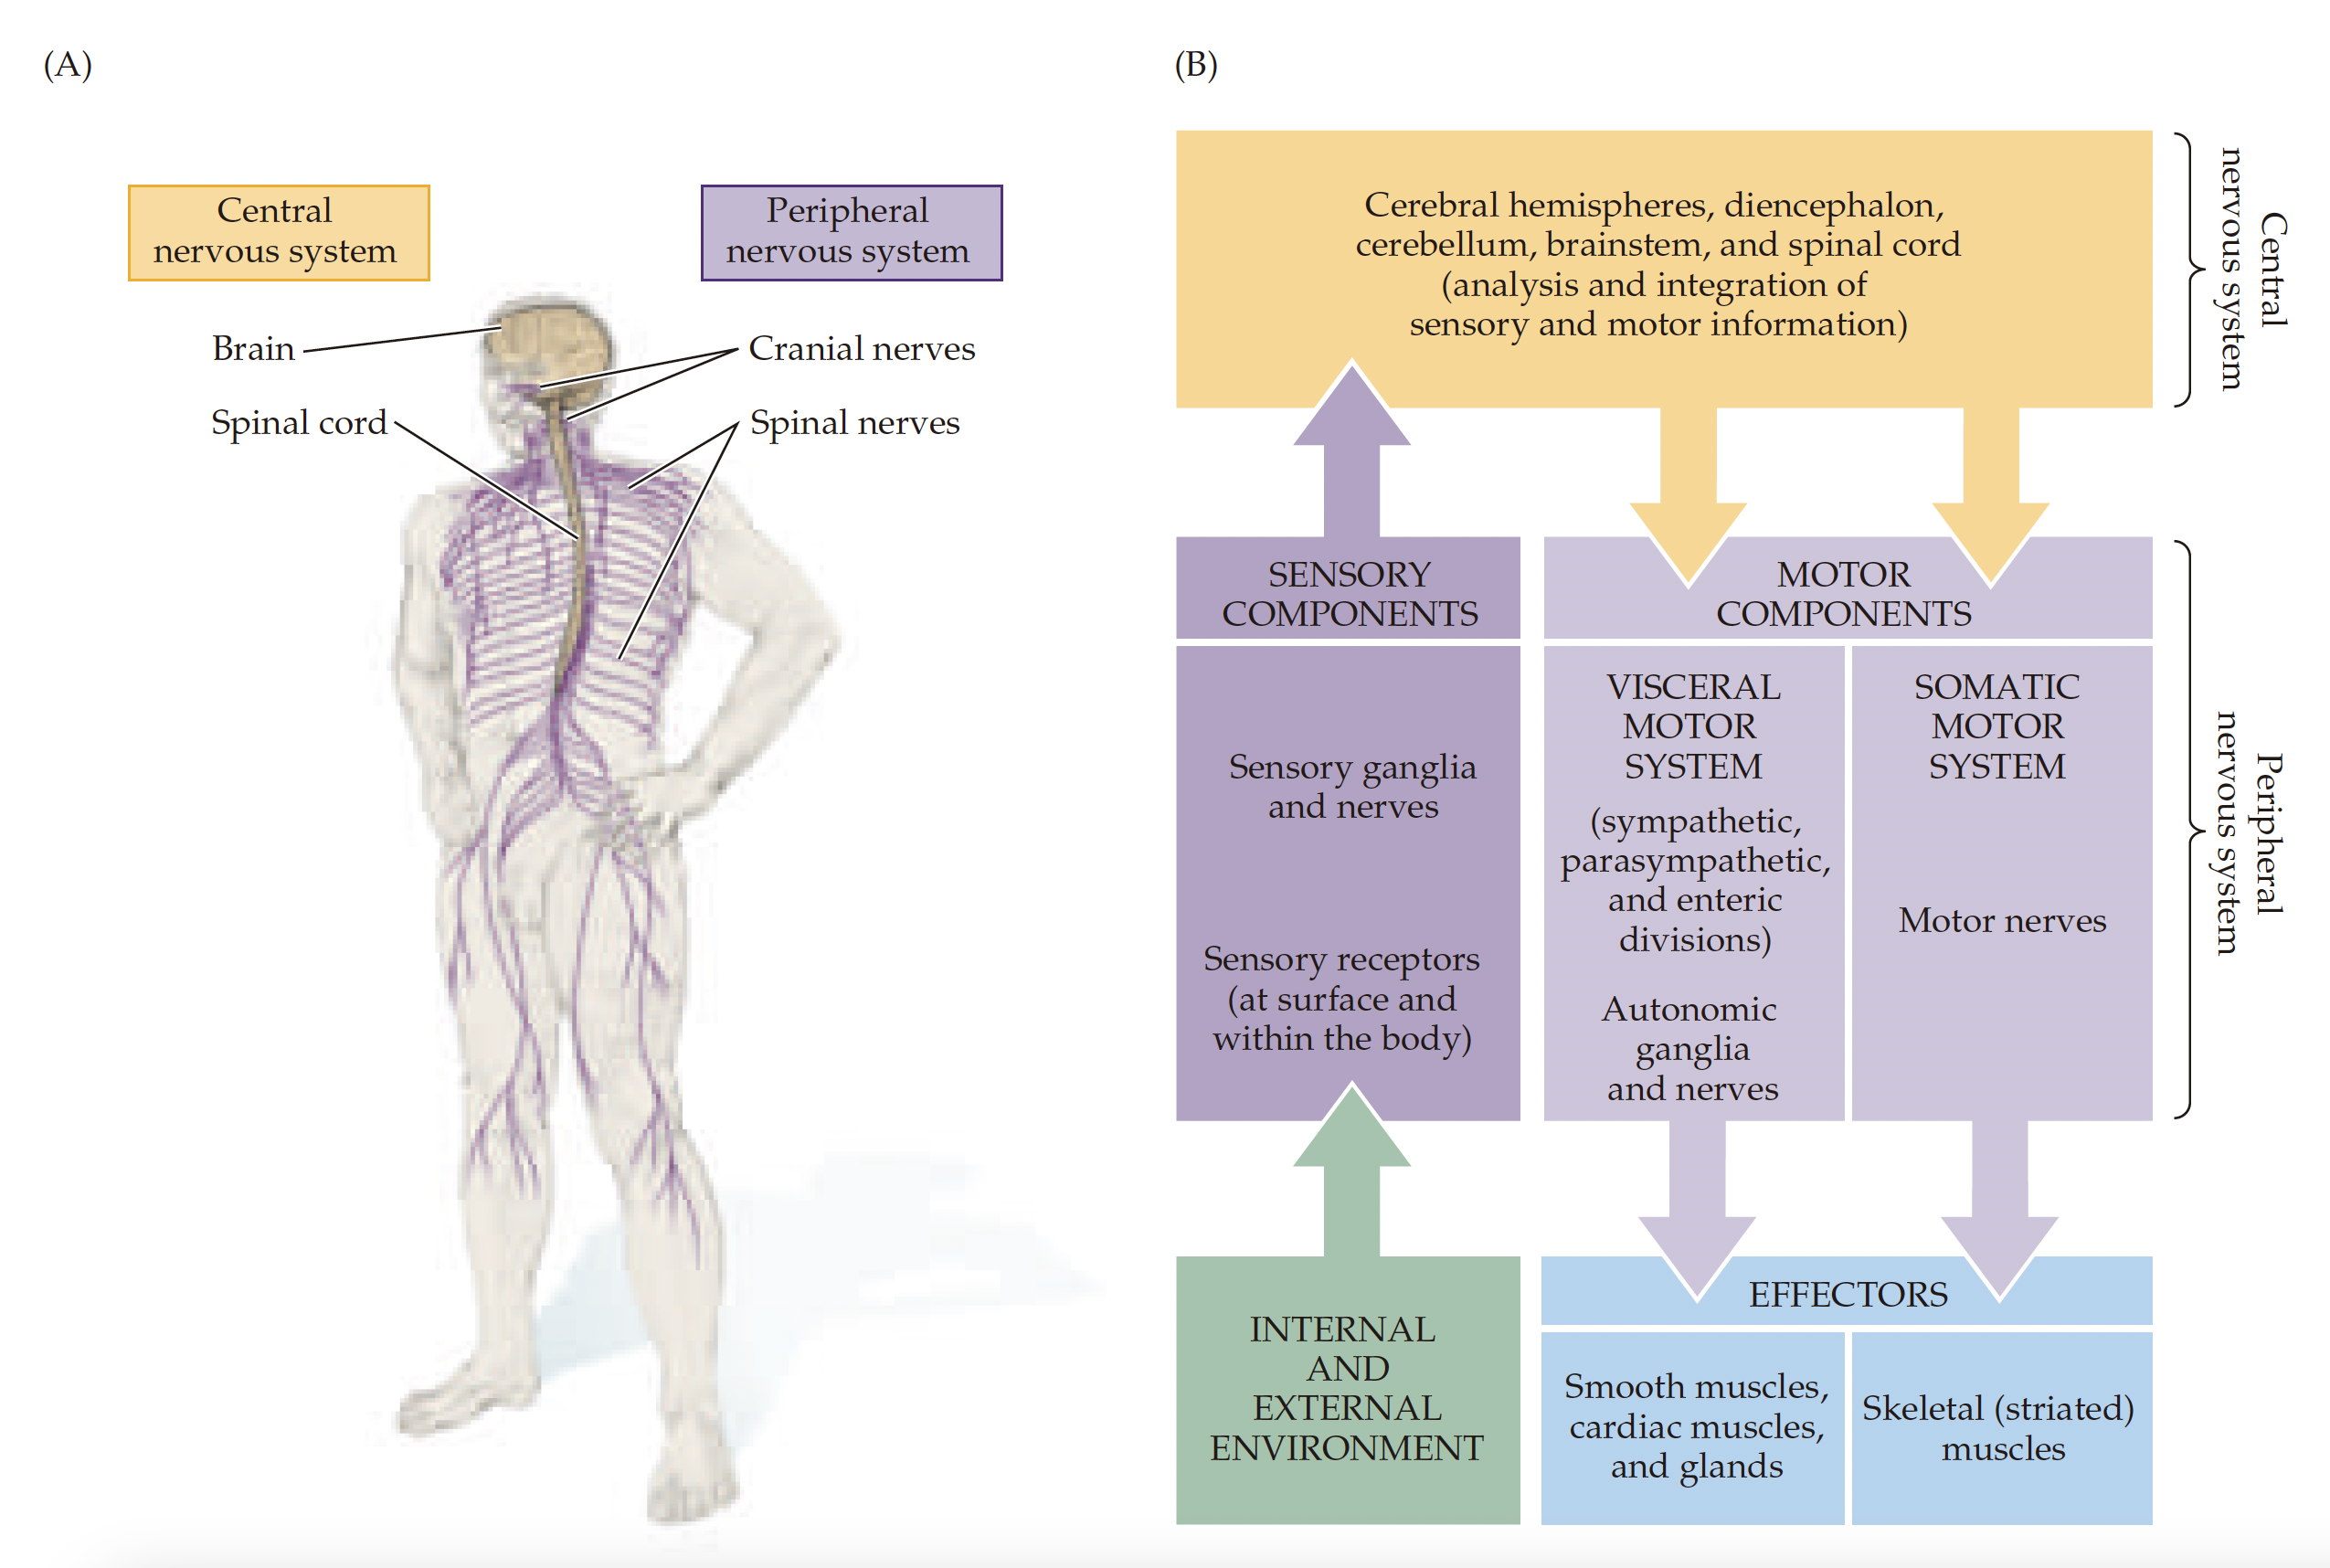 (A)
Central
nervous system
Peripheral
nervous system
Brain
Cranial nerves
Spinal cord
Spinal nerves
(B)
Cerebral hemispheres, diencephalon,
cerebellum, brainstem, and spinal cord
(analysis and integration of
sensory and motor information)
Central
nervous system
SENSORY
COMPONENTS
MOTOR
COMPONENTS
Sensory ganglia
and nerves
Sensory receptors
(at surface and
within the body)
VISCERAL
MOTOR
SYSTEM
(sympathetic,
parasympathetic,
and enteric
divisions)
Autonomic
ganglia
and nerves
SOMATIC
MOTOR
SYSTEM
Motor nerves
Peripheral
nervous system
INTERNAL
AND
EXTERNAL
ENVIRONMENT
EFFECTORS
Smooth muscles,
cardiac muscles,
and glands
Skeletal (striated)
muscles